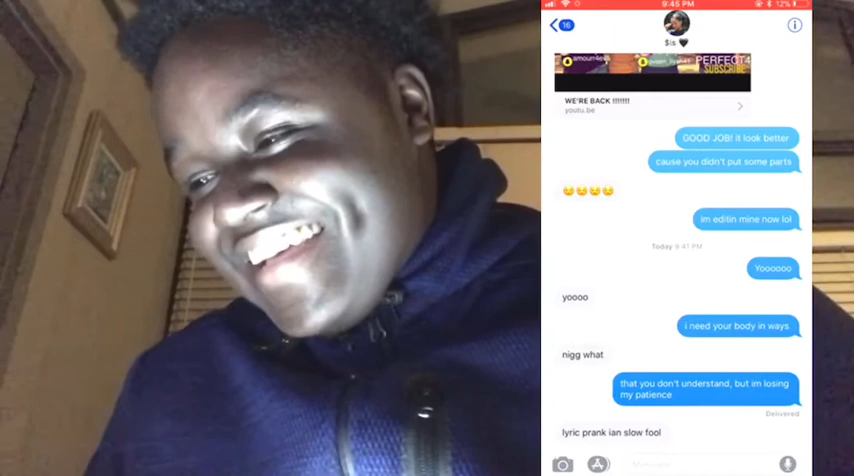 9:45 PM
12%
16
$is 🖤
PERFECT4
SUBSCRIBE
WE'RE BACK !!!!!!!
youtu.be
GOOD JOB! it look better
cause you didn't put some parts
😒😒😒😒
im editin mine now lol
Today 9:41 PM
Yoooooo
yoooo
i need your body in ways
nigg what
that you don't understand, but im losing
my patience
Delivered
lyric prank ian slow fool